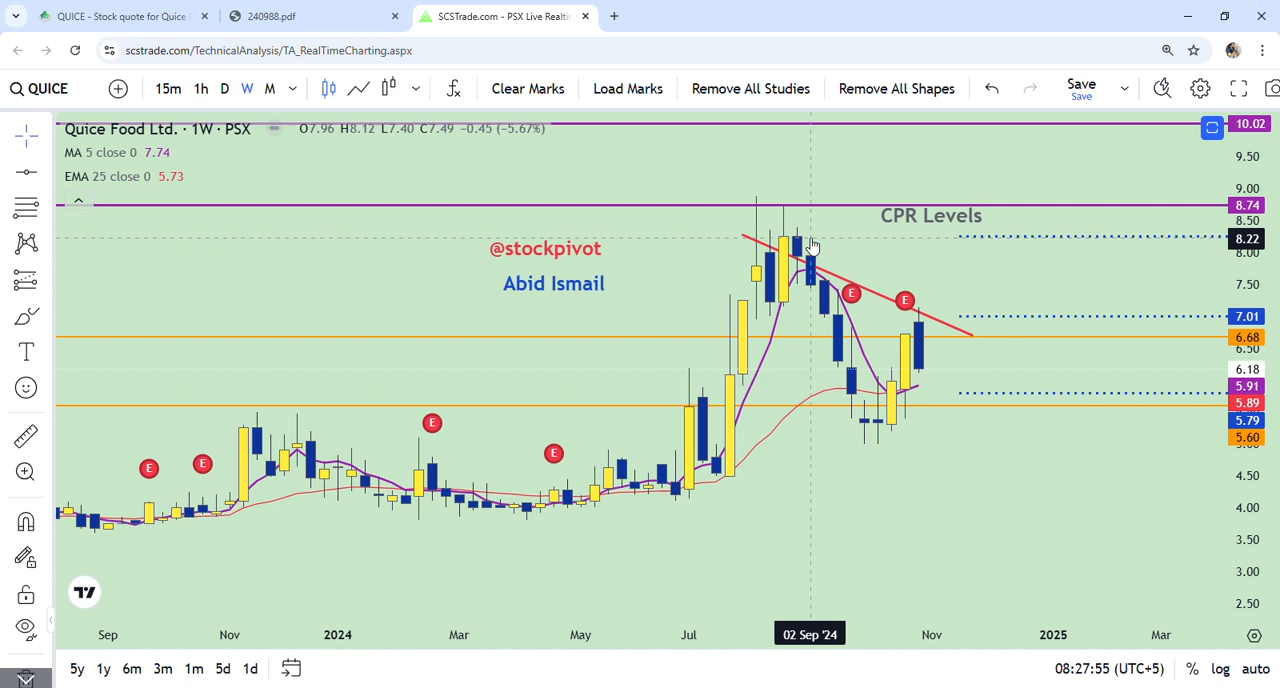 QUICE - Stock quote for Quice
240988.pdf
SCSTrade.com - PSX Live Realti
scstrade.com/TechnicalAnalysis/TA_RealTimeCharting.aspx
QUICE 15m 1h D W M Clear Marks Load Marks Remove All Studies Remove All Shapes Save
Save
Quice Food Ltd. · 1W · PSX O7.96 H8.12 L7.40 C7.49 −0.45 (−5.67%)
MA 5 close 0 7.74
EMA 25 close 0 5.73
10.02
9.50
9.00
8.74
CPR Levels
8.50
8.22
8.00
@stockpivot
Abid Ismail
7.50
E
E
7.01
6.68
6.50
6.18
5.91
5.89
5.79
5.60
E
E
E
E
4.50
4.00
3.50
3.00
2.50
Sep Nov 2024 Mar May Jul 02 Sep '24 Nov 2025 Mar
5y 1y 6m 3m 1m 5d 1d 08:27:55 (UTC+5) % log auto